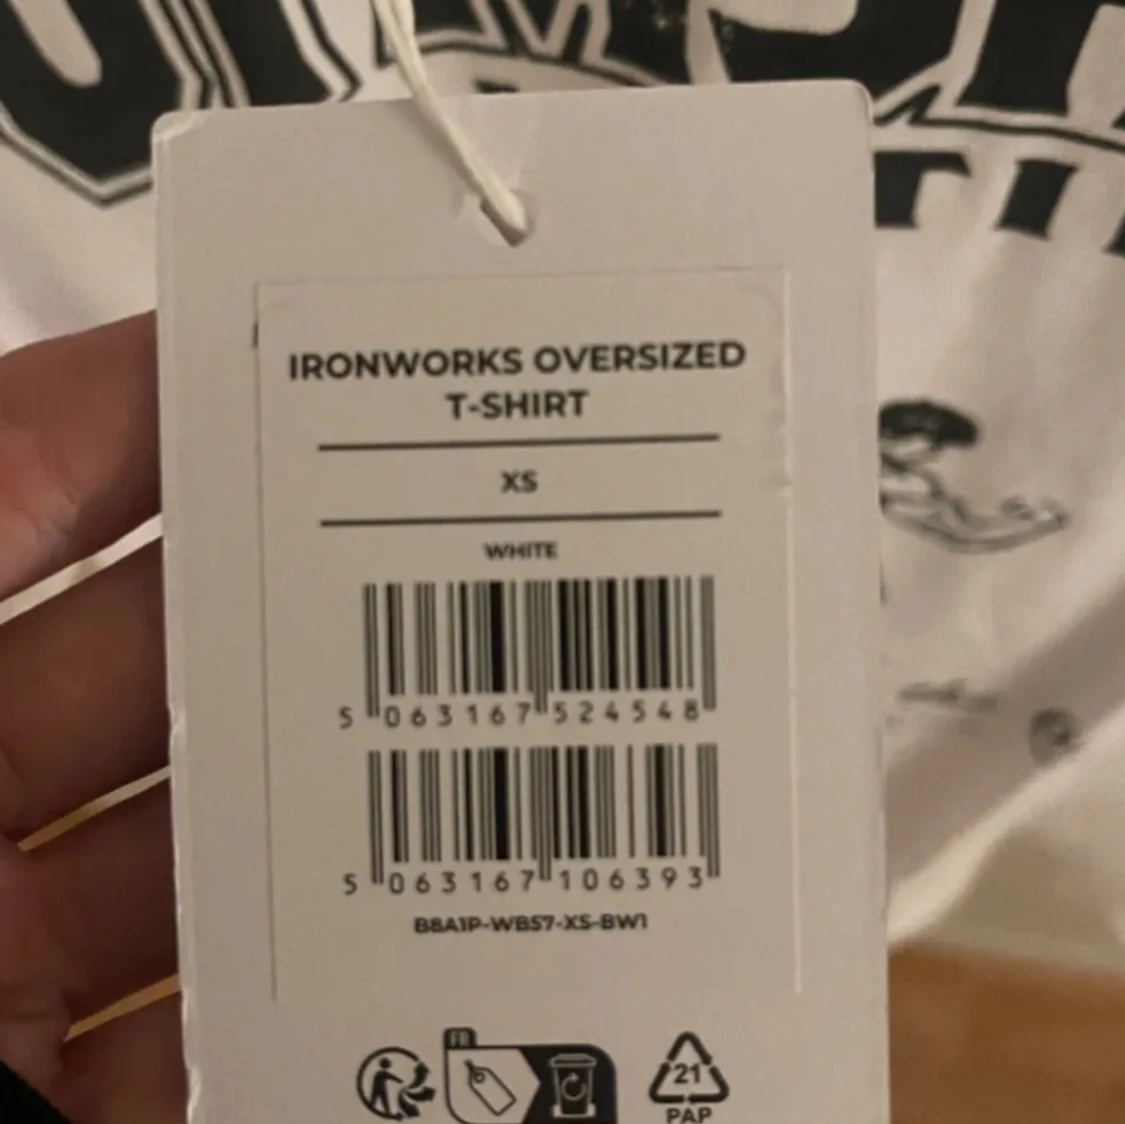 IRONWORKS OVERSIZED
T-SHIRT
XS
WHITE
5 063167 524548
5 063167 106393
B8A1P-WB57-XS-BW1
FR
21
PAP